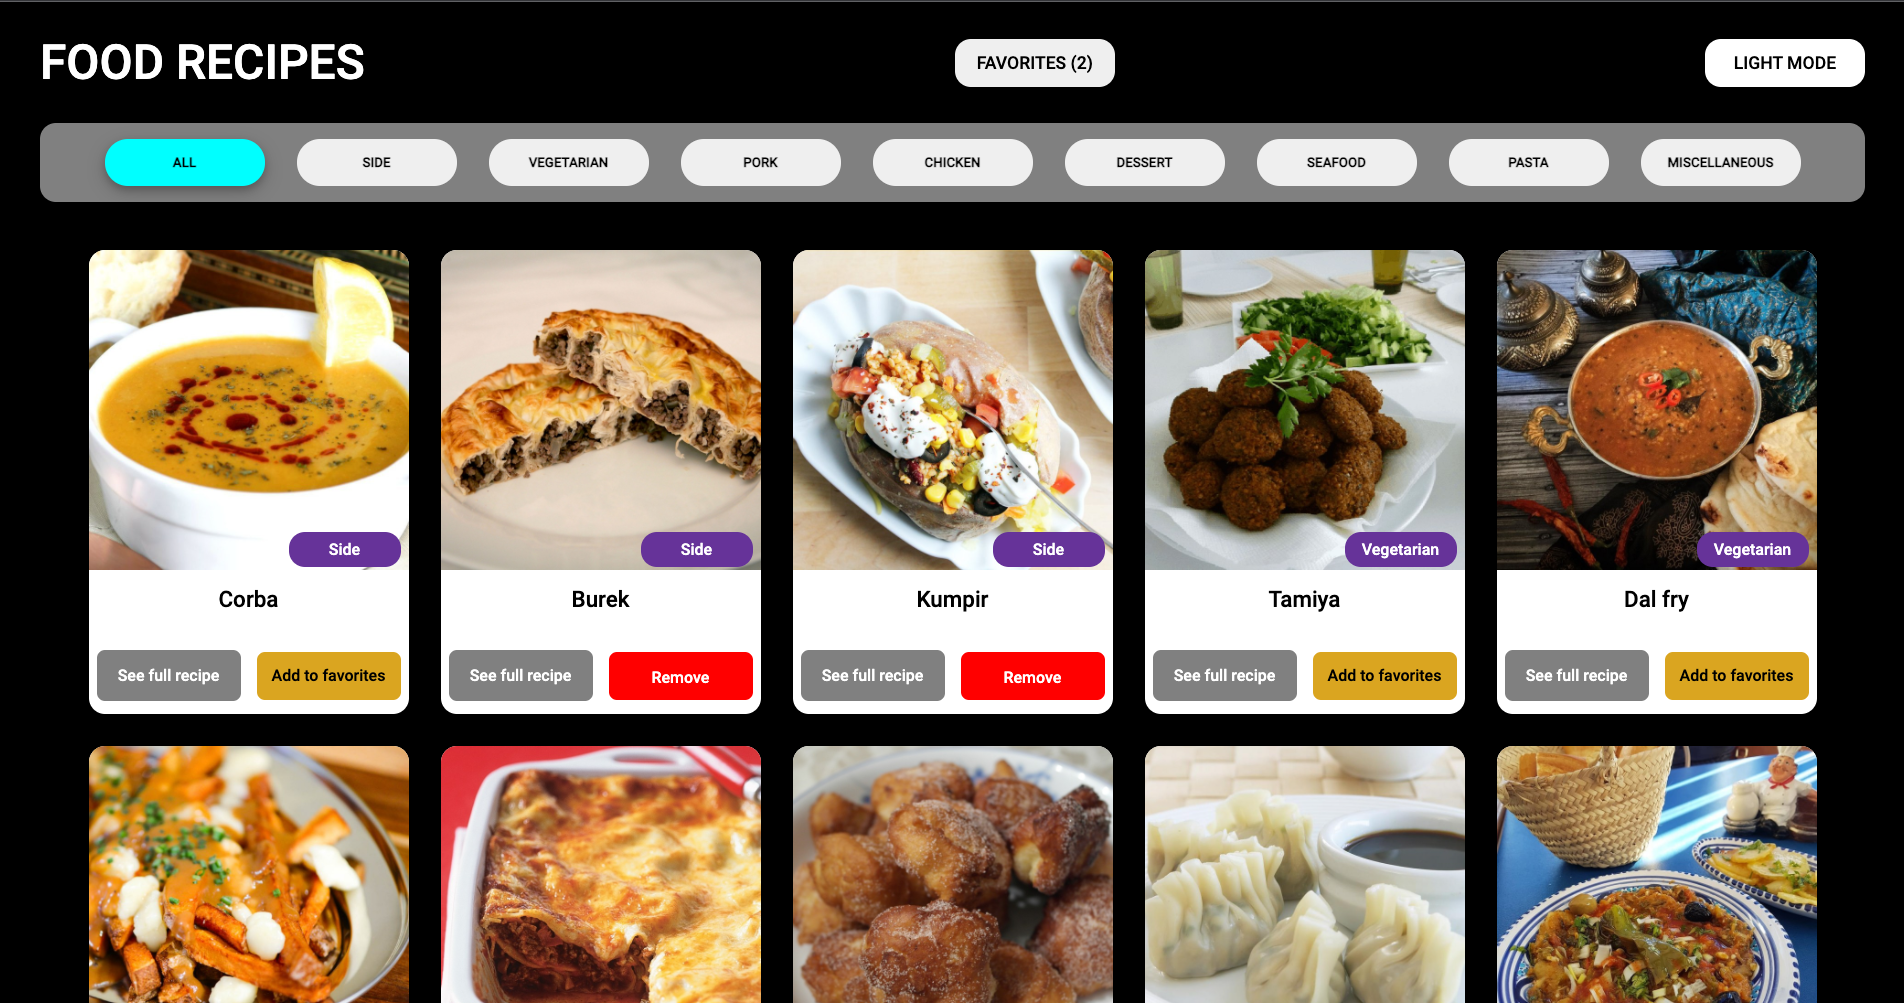 FOOD RECIPES
FAVORITES (2)
LIGHT MODE
ALL
SIDE
VEGETARIAN
PORK
CHICKEN
DESSERT
SEAFOOD
PASTA
MISCELLANEOUS
Side
Side
Side
Vegetarian
Vegetarian
Corba
Burek
Kumpir
Tamiya
Dal fry
See full recipe
Add to favorites
See full recipe
Remove
See full recipe
Remove
See full recipe
Add to favorites
See full recipe
Add to favorites